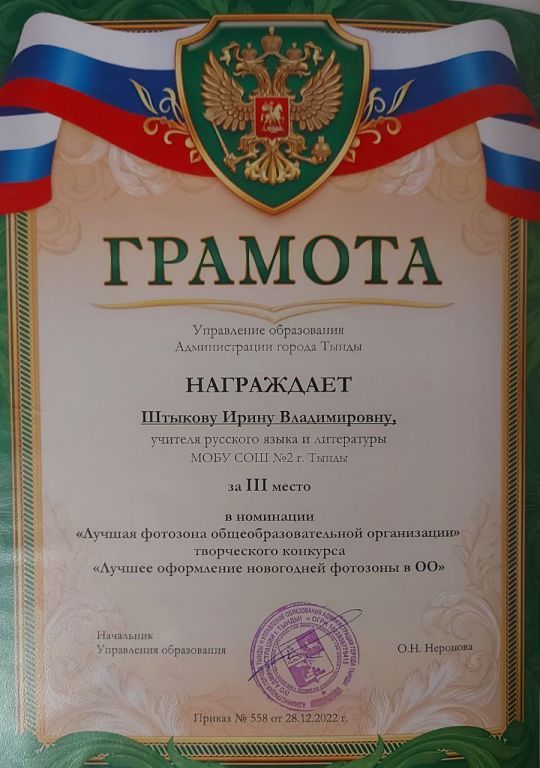 ГРАМОТА
Управление образования
Администрации города Тынды
НАГРАЖДАЕТ
Штыкову Ирину Владимировну,
учителя русского языка и литературы
МОБУ СОШ №2 г. Тынды
за III место
в номинации
«Лучшая фотозона общеобразовательной организации»
творческого конкурса
«Лучшее оформление новогодней фотозоны в ОО»
Начальник
Управления образования
О.Н. Неронова
Приказ № 558 от 28.12.2022 г.